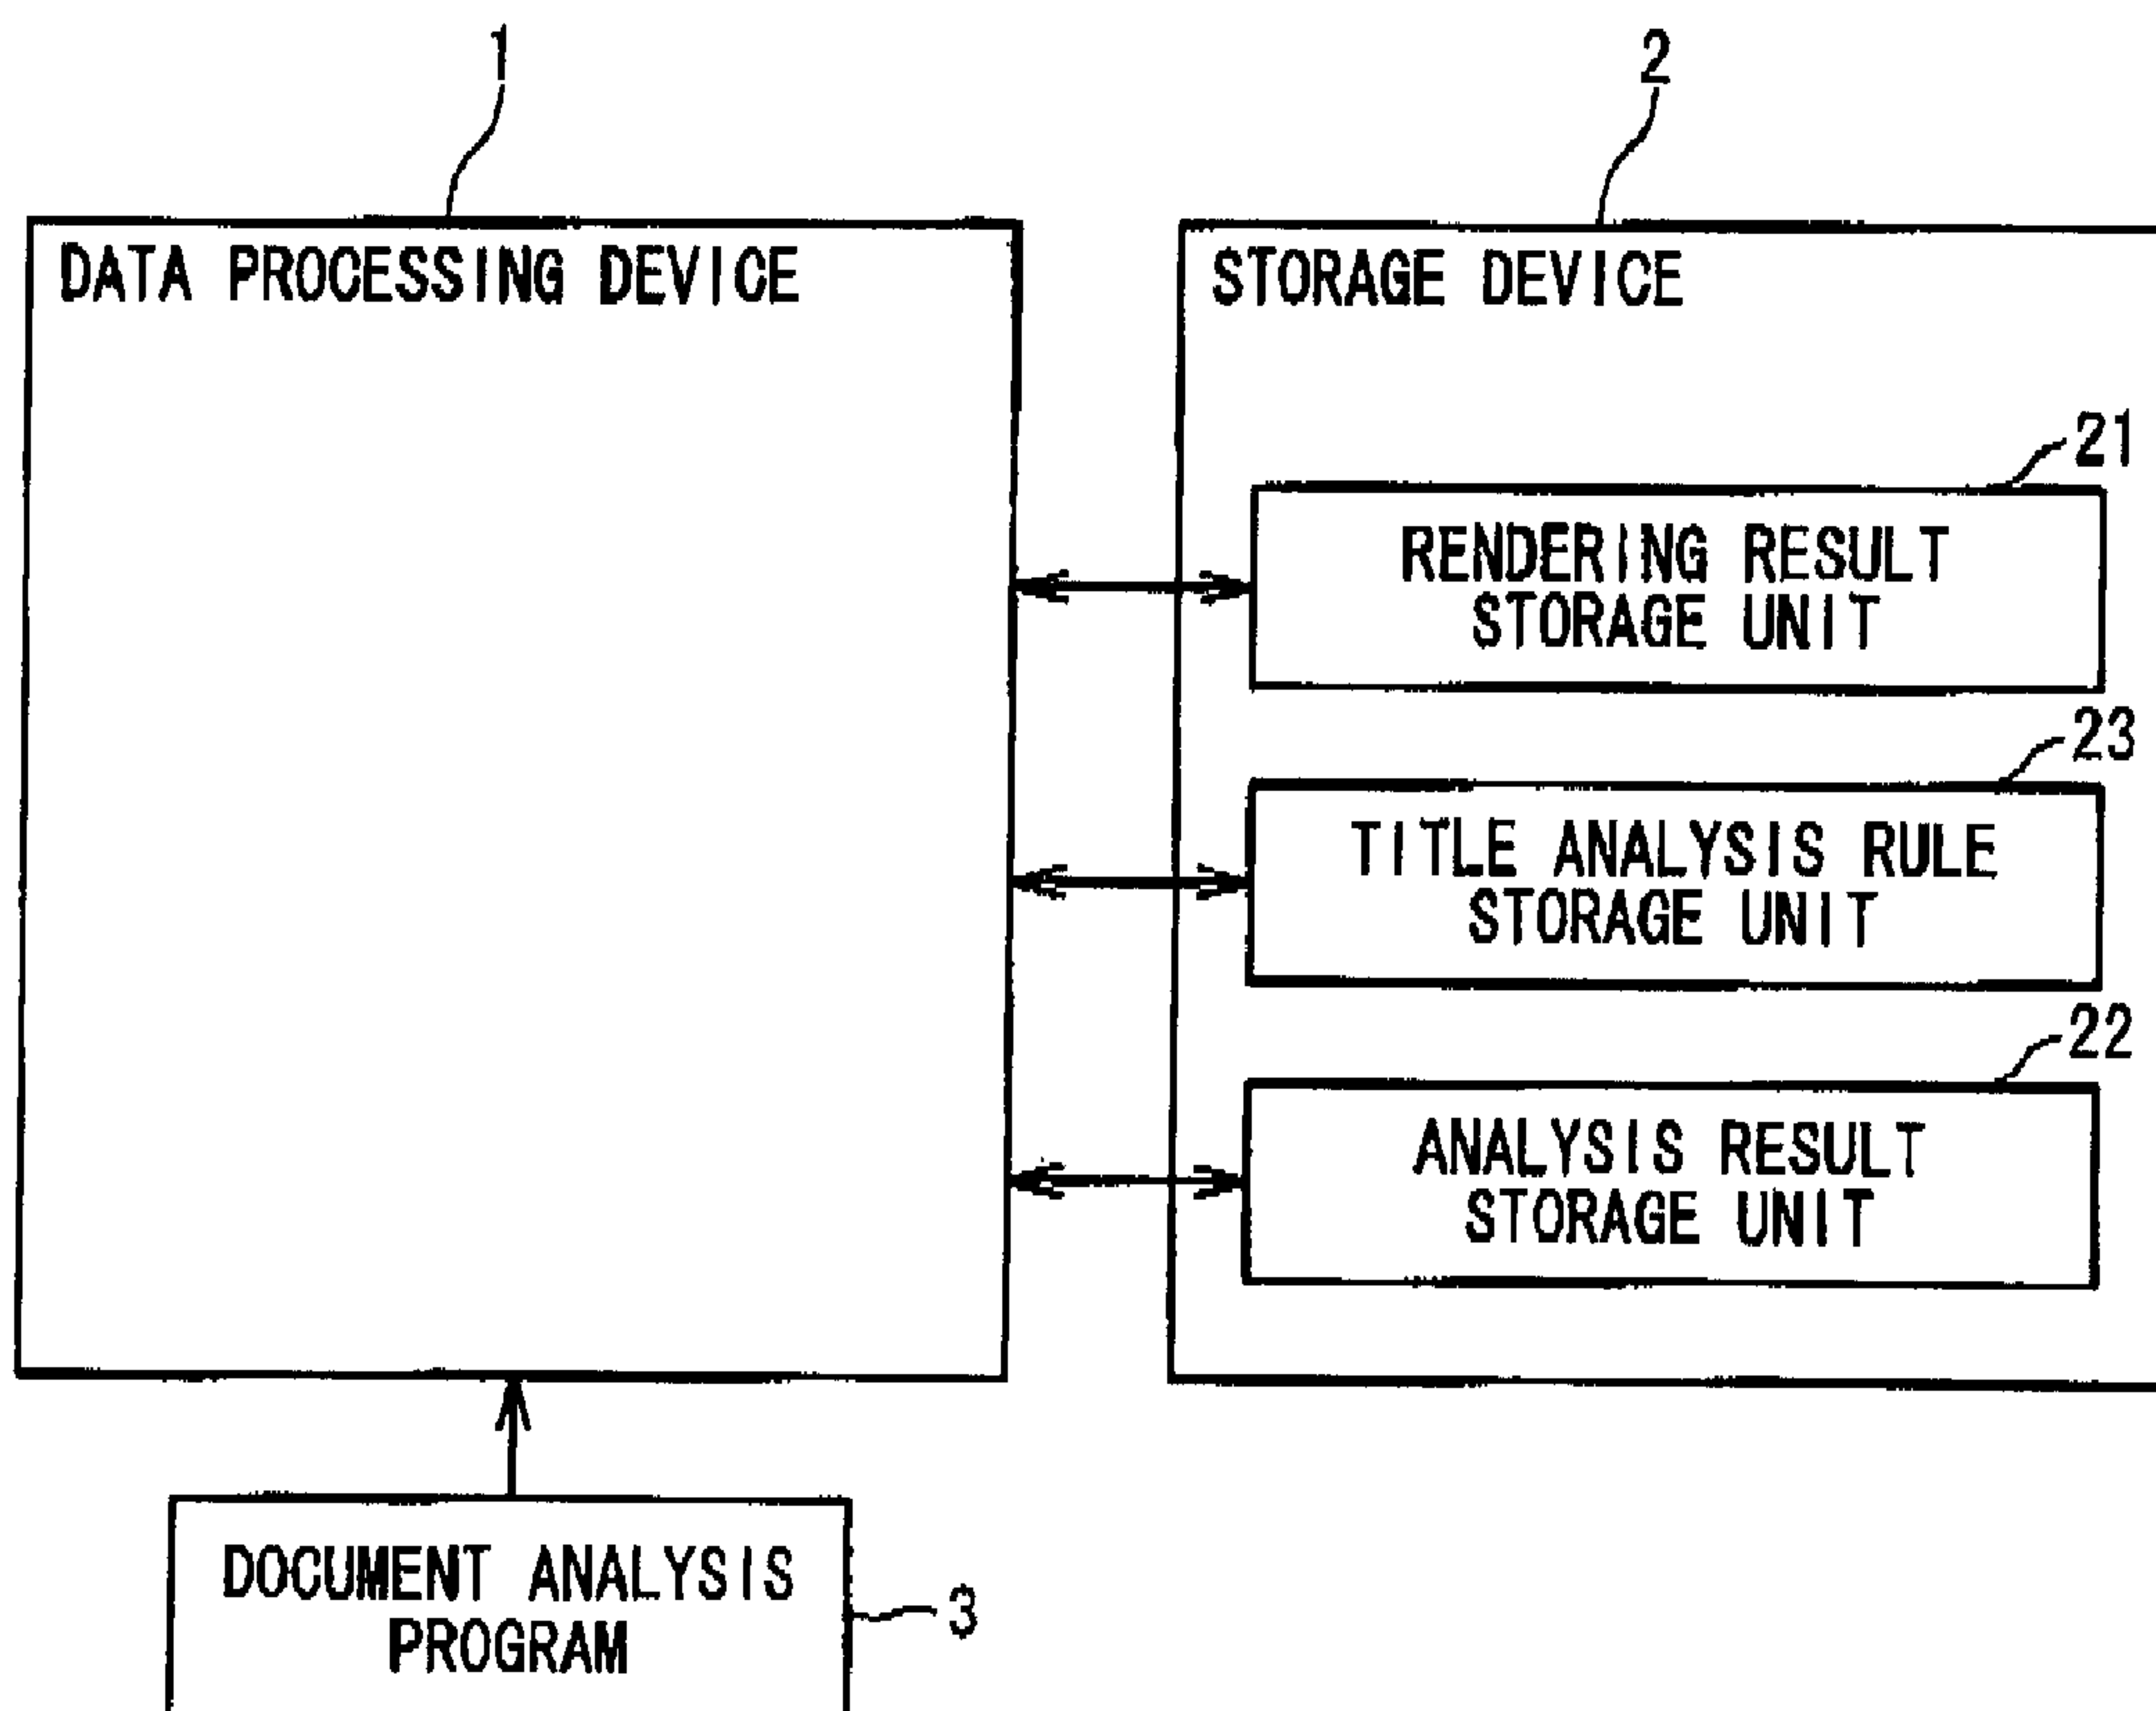 1
2
DATA PROCESSING DEVICE
STORAGE DEVICE
21
RENDERING RESULT
STORAGE UNIT
23
TITLE ANALYSIS RULE
STORAGE UNIT
22
ANALYSIS RESULT
STORAGE UNIT
DOCUMENT ANALYSIS
PROGRAM
3